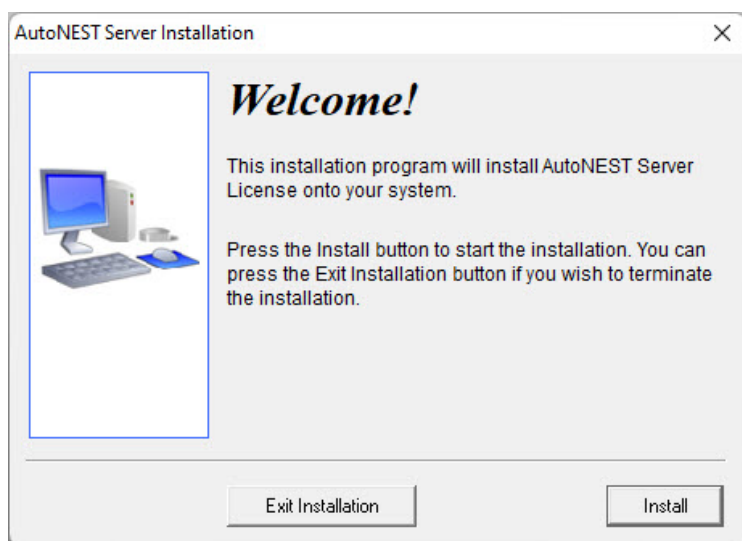 AutoNEST Server Installation
Welcome!
This installation program will install AutoNEST Server
License onto your system.
Press the Install button to start the installation. You can
press the Exit Installation button if you wish to terminate
the installation.
Exit Installation
Install